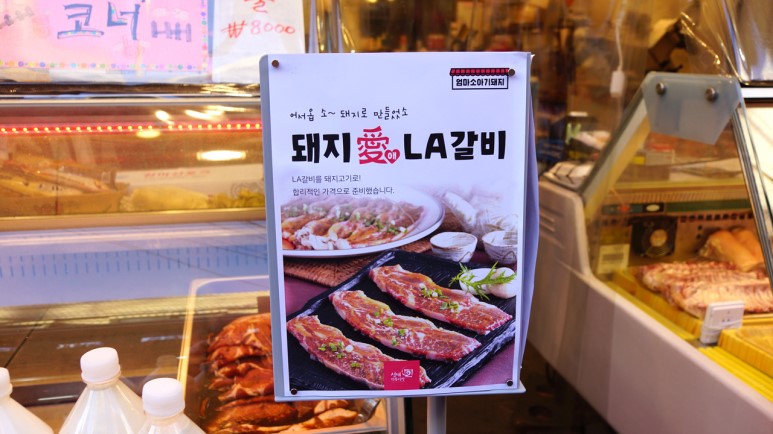 코너
₩8000
엄마소아기돼지
어서옵 소~ 돼지로 만들었소
돼지 愛애 LA갈비
LA갈비를 돼지고기로!
합리적인 가격으로 준비했습니다.